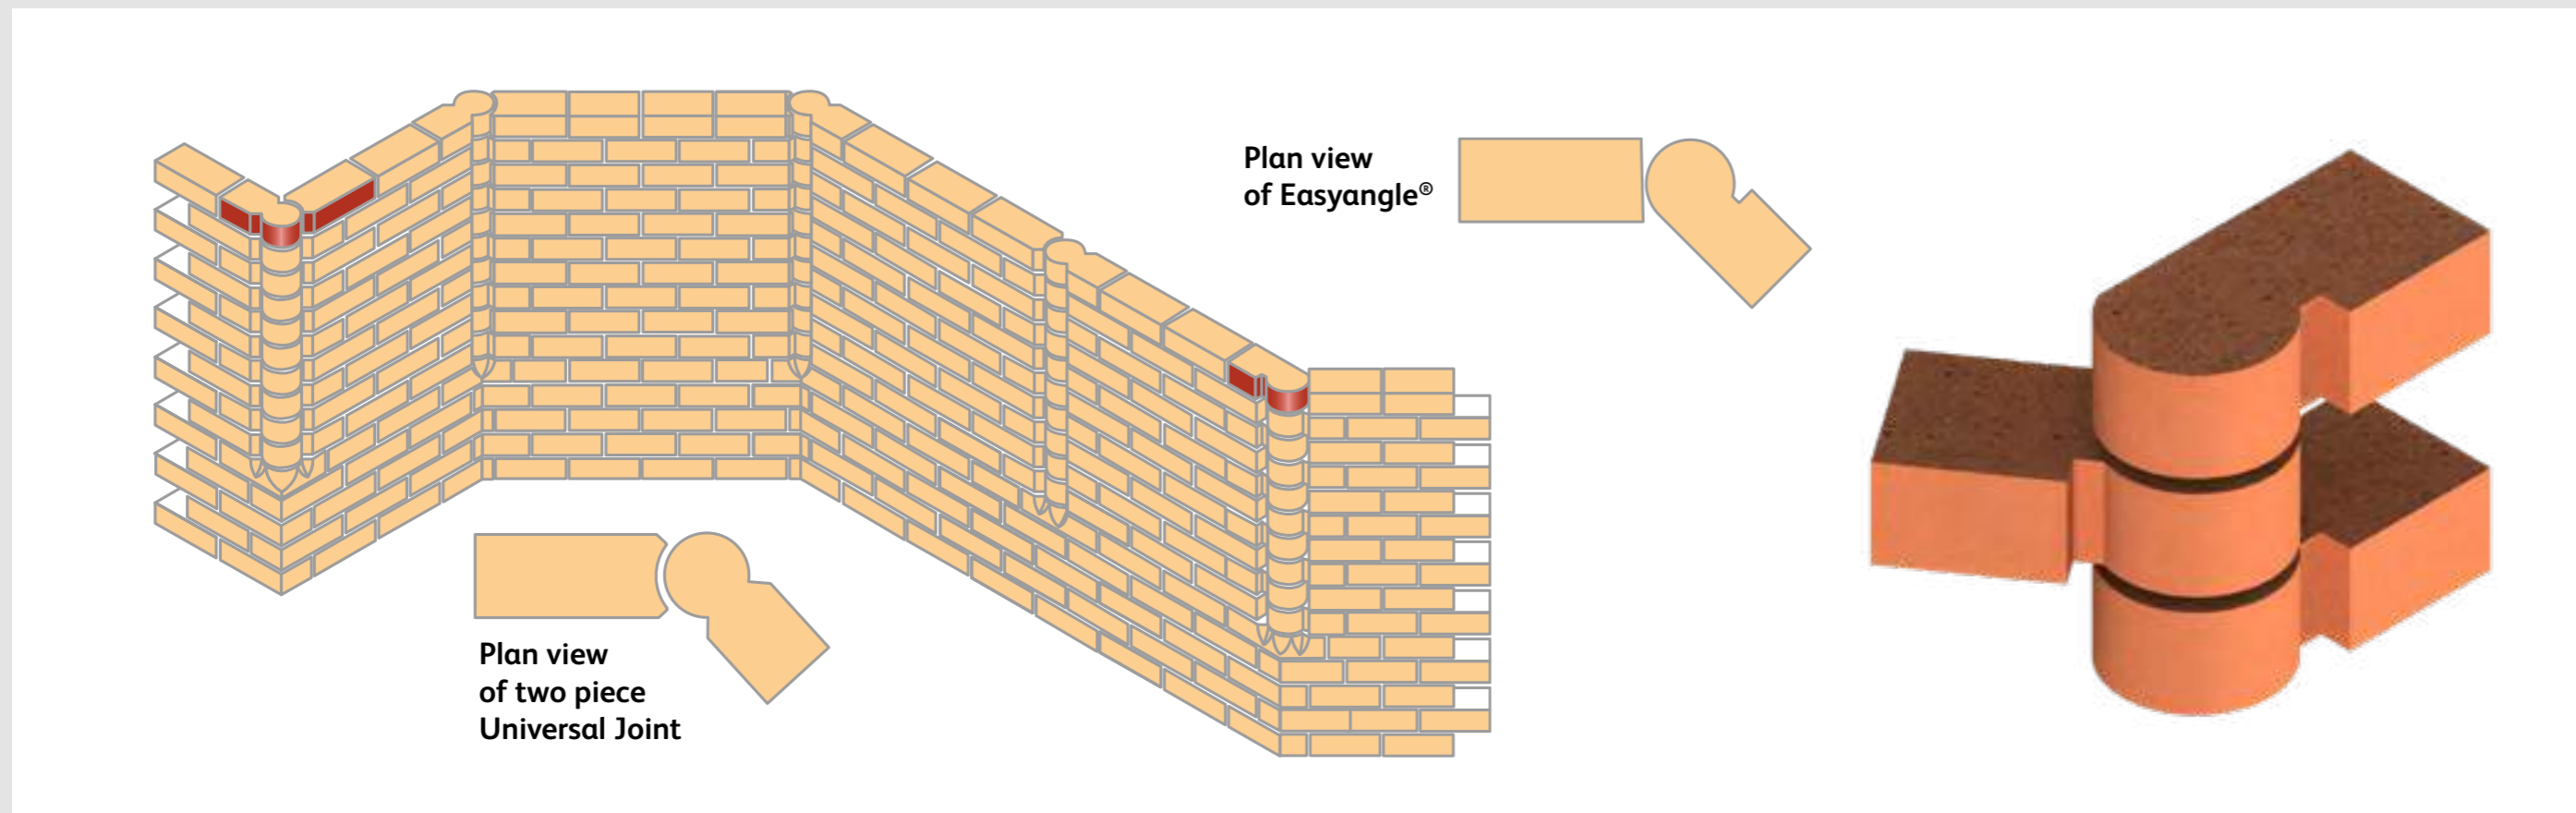 Plan view
of Easyangle®
Plan view
of two piece
Universal Joint